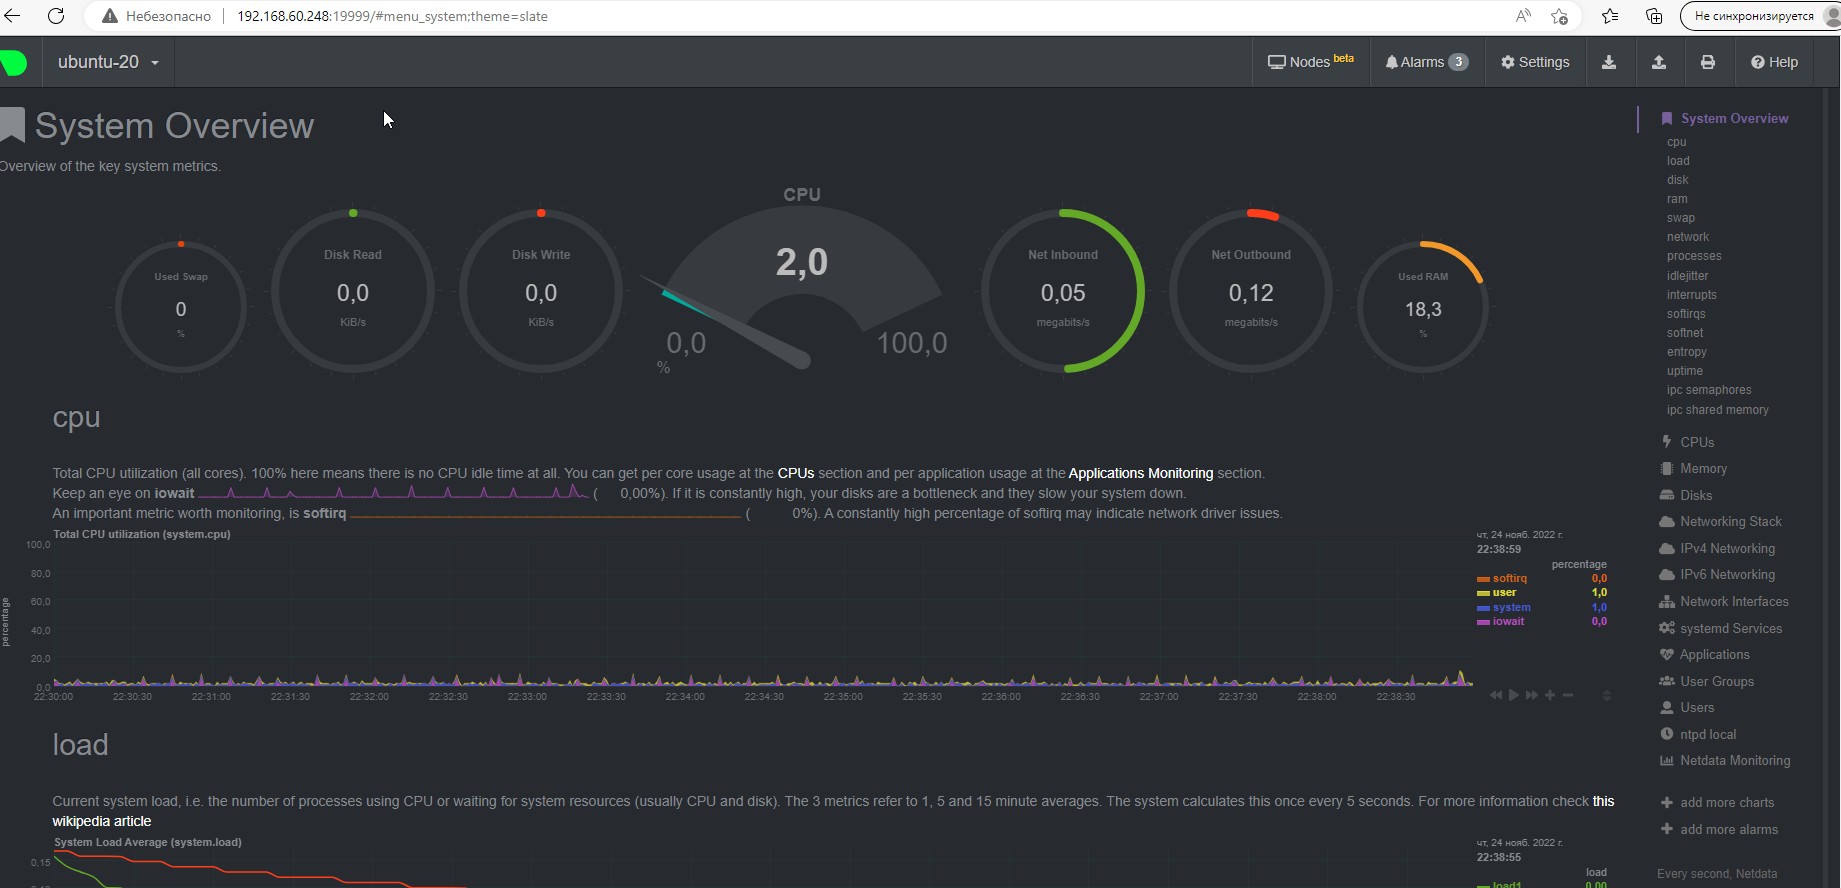 Небезопасно
192.168.60.248:19999/#menu_system;theme=slate
Не синхронизируется
ubuntu-20
Nodes beta
Alarms 3
Settings
Help
System Overview
Overview of the key system metrics.
Used Swap
0
%
Disk Read
0,0
KiB/s
Disk Write
0,0
KiB/s
CPU
2,0
0,0
100,0
%
Net Inbound
0,05
megabits/s
Net Outbound
0,12
megabits/s
Used RAM
18,3
%
cpu
Total CPU utilization (all cores). 100% here means there is no CPU idle time at all. You can get per core usage at the CPUs section and per application usage at the Applications Monitoring section.
Keep an eye on iowait ( 0,00%). If it is constantly high, your disks are a bottleneck and they slow your system down.
An important metric worth monitoring, is softirq ( 0%). A constantly high percentage of softirq may indicate network driver issues.
Total CPU utilization (system.cpu)
percentage
100,0
80,0
60,0
40,0
20,0
0,0
22:30:00 22:30:30 22:31:00 22:31:30 22:32:00 22:32:30 22:33:00 22:33:30 22:34:00 22:34:30 22:35:00 22:35:30 22:36:00 22:36:30 22:37:00 22:37:30 22:38:00 22:38:30
чт, 24 нояб. 2022 г.
22:38:59
percentage
softirq 0,0
user 1,0
system 1,0
iowait 0,0
load
Current system load, i.e. the number of processes using CPU or waiting for system resources (usually CPU and disk). The 3 metrics refer to 1, 5 and 15 minute averages. The system calculates this once every 5 seconds. For more information check this
wikipedia article
System Load Average (system.load)
0,15
чт, 24 нояб. 2022 г.
22:38:55
load
load1 0,00
System Overview
cpu
load
disk
ram
swap
network
processes
idlejitter
interrupts
softirqs
softnet
entropy
uptime
ipc semaphores
ipc shared memory
CPUs
Memory
Disks
Networking Stack
IPv4 Networking
IPv6 Networking
Network Interfaces
systemd Services
Applications
User Groups
Users
ntpd local
Netdata Monitoring
add more charts
add more alarms
Every second, Netdata